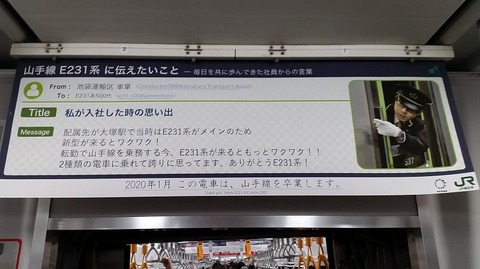 山手線 E231系 に伝えたいこと ― 毎日を共に歩んできた社員からの言葉
From : 池袋運輸区 車掌
To : E231系500代
Title 私が入社した時の思い出
Message 配属先が大塚駅で当時はE231系がメインのため
新型が来るとワクワク！
転勤で山手線を乗務する今、E231系が来るともっとワクワク！！
2種類の電車に乗れて誇りに思ってます、ありがとうE231系！
2020年1月 この電車は、山手線を卒業します。
JR